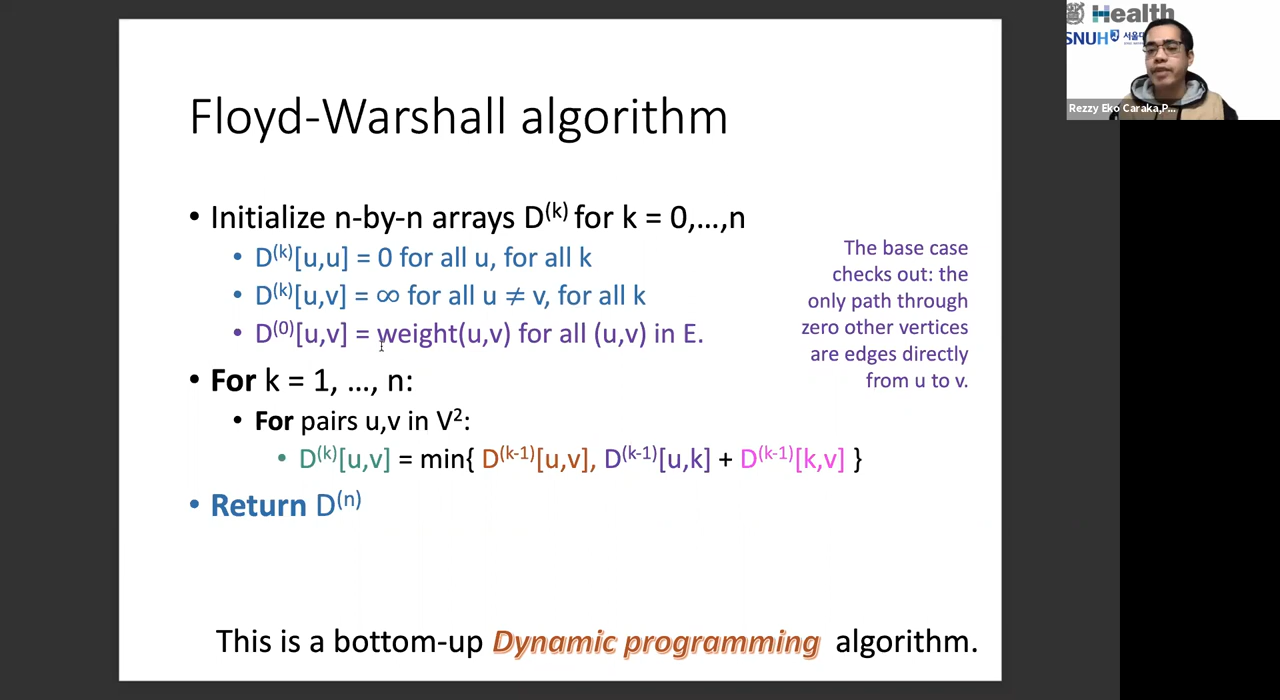 Floyd-Warshall algorithm
• Initialize n-by-n arrays D(k) for k = 0,…,n
• D(k)[u,u] = 0 for all u, for all k
• D(k)[u,v] = ∞ for all u ≠ v, for all k
• D(0)[u,v] = weight(u,v) for all (u,v) in E.
The base case
checks out: the
only path through
zero other vertices
are edges directly
from u to v.
• For k = 1, …, n:
• For pairs u,v in V2:
• D(k)[u,v] = min{ D(k-1)[u,v], D(k-1)[u,k] + D(k-1)[k,v] }
• Return D(n)
This is a bottom-up Dynamic programming algorithm.
Health
SNUH 서울대
Rezzy Eko Caraka,P...